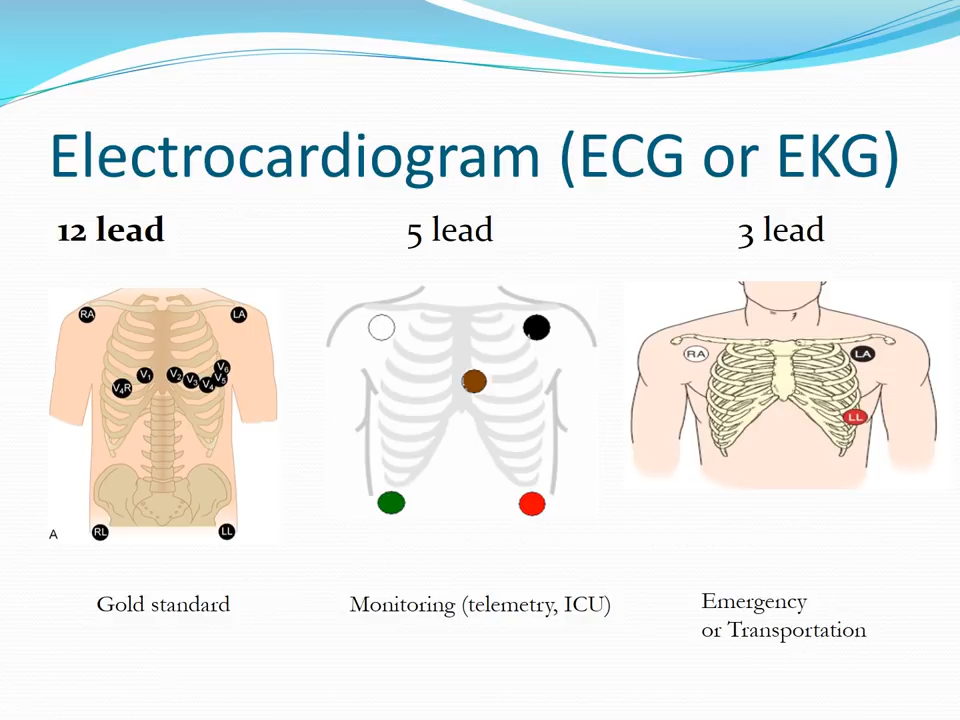 Electrocardiogram (ECG or EKG)
12 lead
5 lead
3 lead
RA
LA
V1
V2
V3
V4
V5
V6
V4R
RL
LL
A
RA
LA
LL
Gold standard
Monitoring (telemetry, ICU)
Emergency
or Transportation